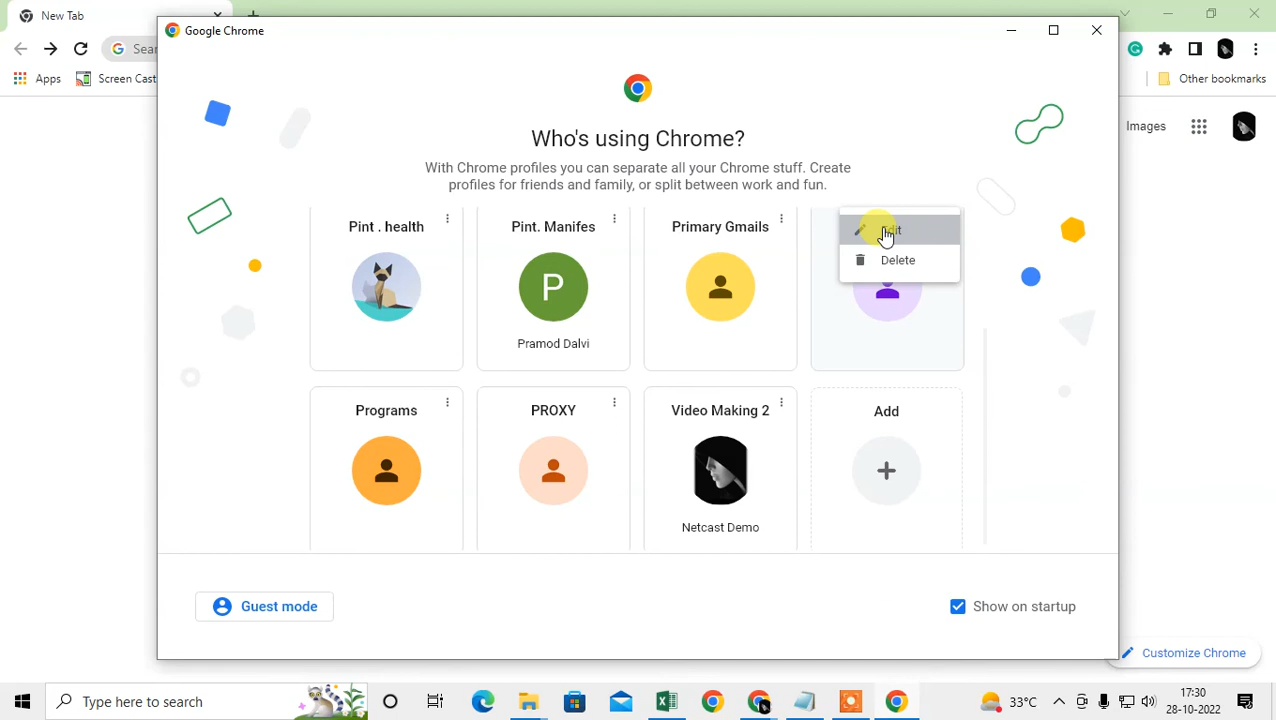 New Tab
Google Chrome
Sear
Apps
Screen Cast
Other bookmarks
Images
Who's using Chrome?
With Chrome profiles you can separate all your Chrome stuff. Create
profiles for friends and family, or split between work and fun.
Pint . health
Pint. Manifes
Primary Gmails
Delete
P
Pramod Dalvi
Programs
PROXY
Video Making 2
Add
Netcast Demo
Guest mode
Show on startup
Customize Chrome
Type here to search
33°C
17:30
28-10-2022